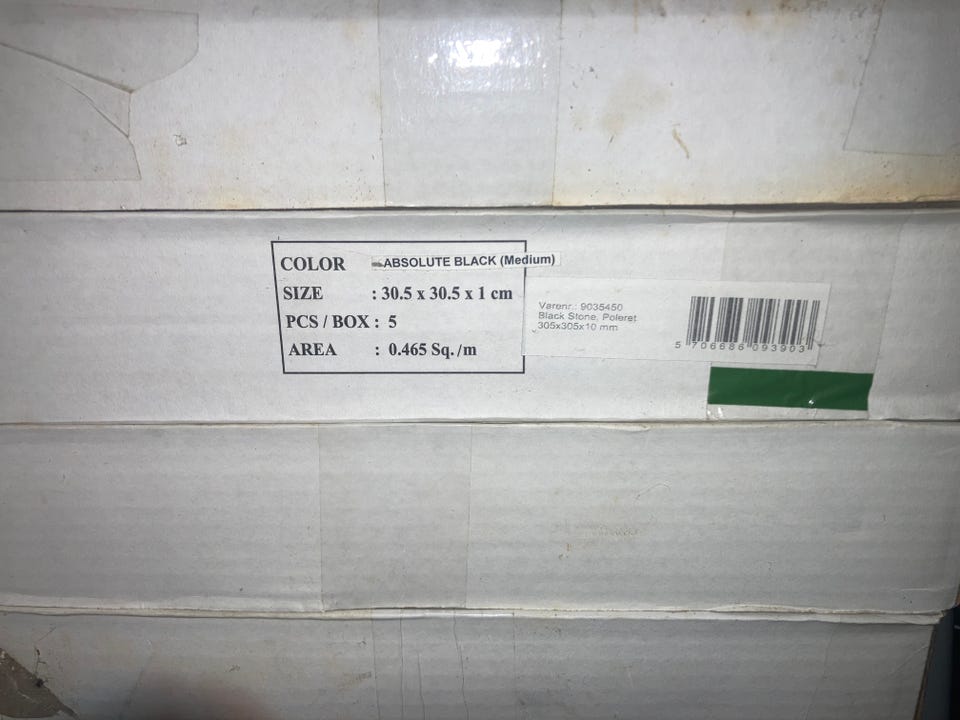 COLOR ABSOLUTE BLACK (Medium)
SIZE : 30.5 x 30.5 x 1 cm
PCS / BOX : 5
AREA : 0.465 Sq./m
Varenr.: 9035450
Black Stone, Poleret
305x305x10 mm
5 706686 093903